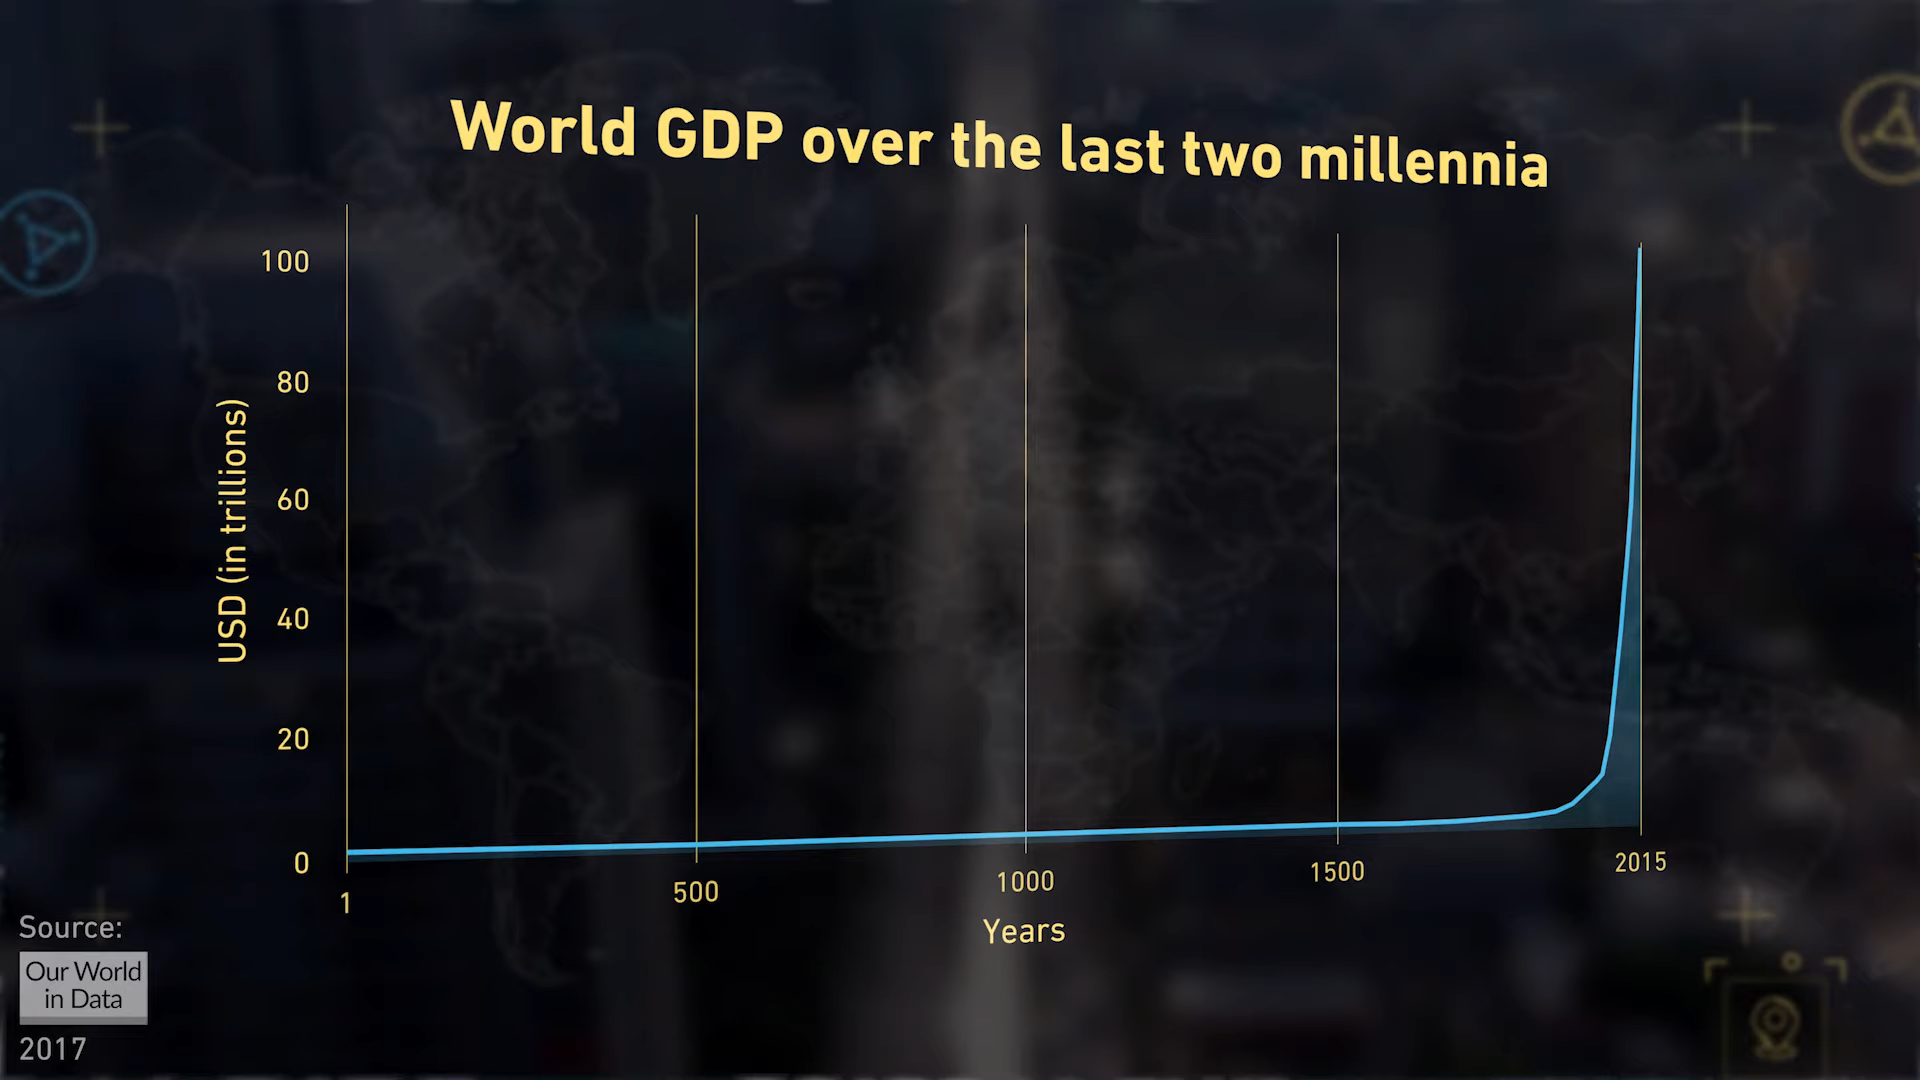 World GDP over the last two millennia
100
80
60
40
20
0
USD (in trillions)
1
500
1000
1500
2015
Years
Source:
Our World
in Data
2017